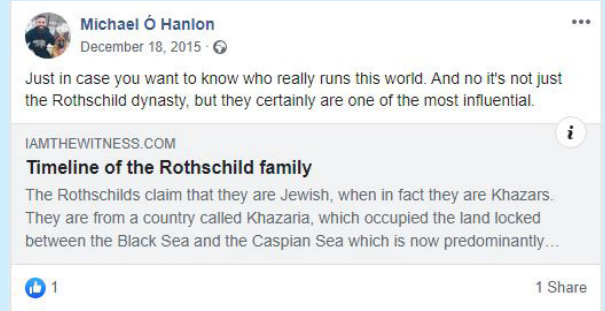 Michael Ó Hanlon
December 18, 2015 ·
Just in case you want to know who really runs this world. And no it's not just
the Rothschild dynasty, but they certainly are one of the most influential.
IAMTHEWITNESS.COM
Timeline of the Rothschild family
The Rothschilds claim that they are Jewish, when in fact they are Khazars.
They are from a country called Khazaria, which occupied the land locked
between the Black Sea and the Caspian Sea which is now predominantly...
1
1 Share